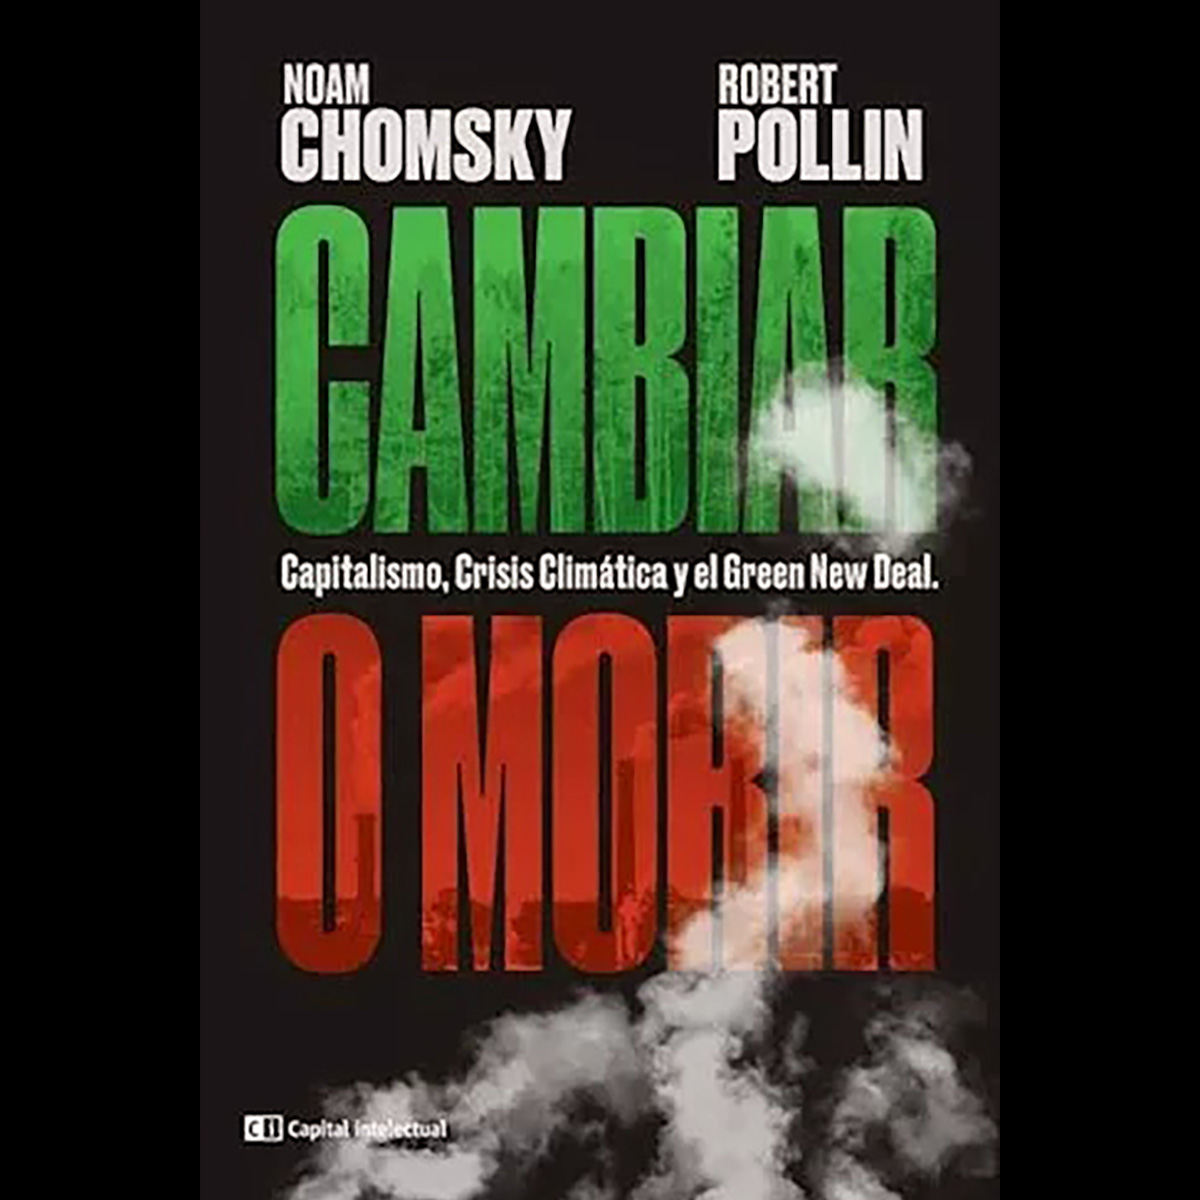 NOAM
CHOMSKY
ROBERT
POLLIN
CAMBIAR
Capitalismo, Crisis Climática y el Green New Deal.
O MORIR
Ci Capital intelectual